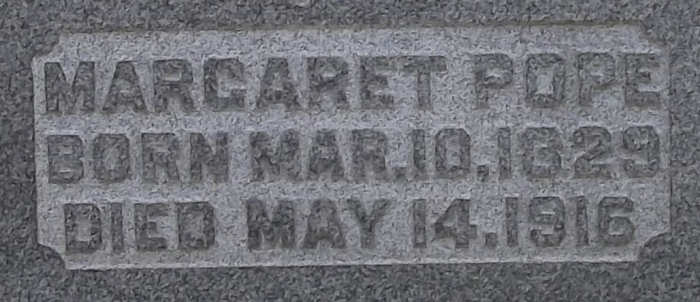 MARGARET POPE
BORN MAR.10,1829
DIED MAY 14.1916